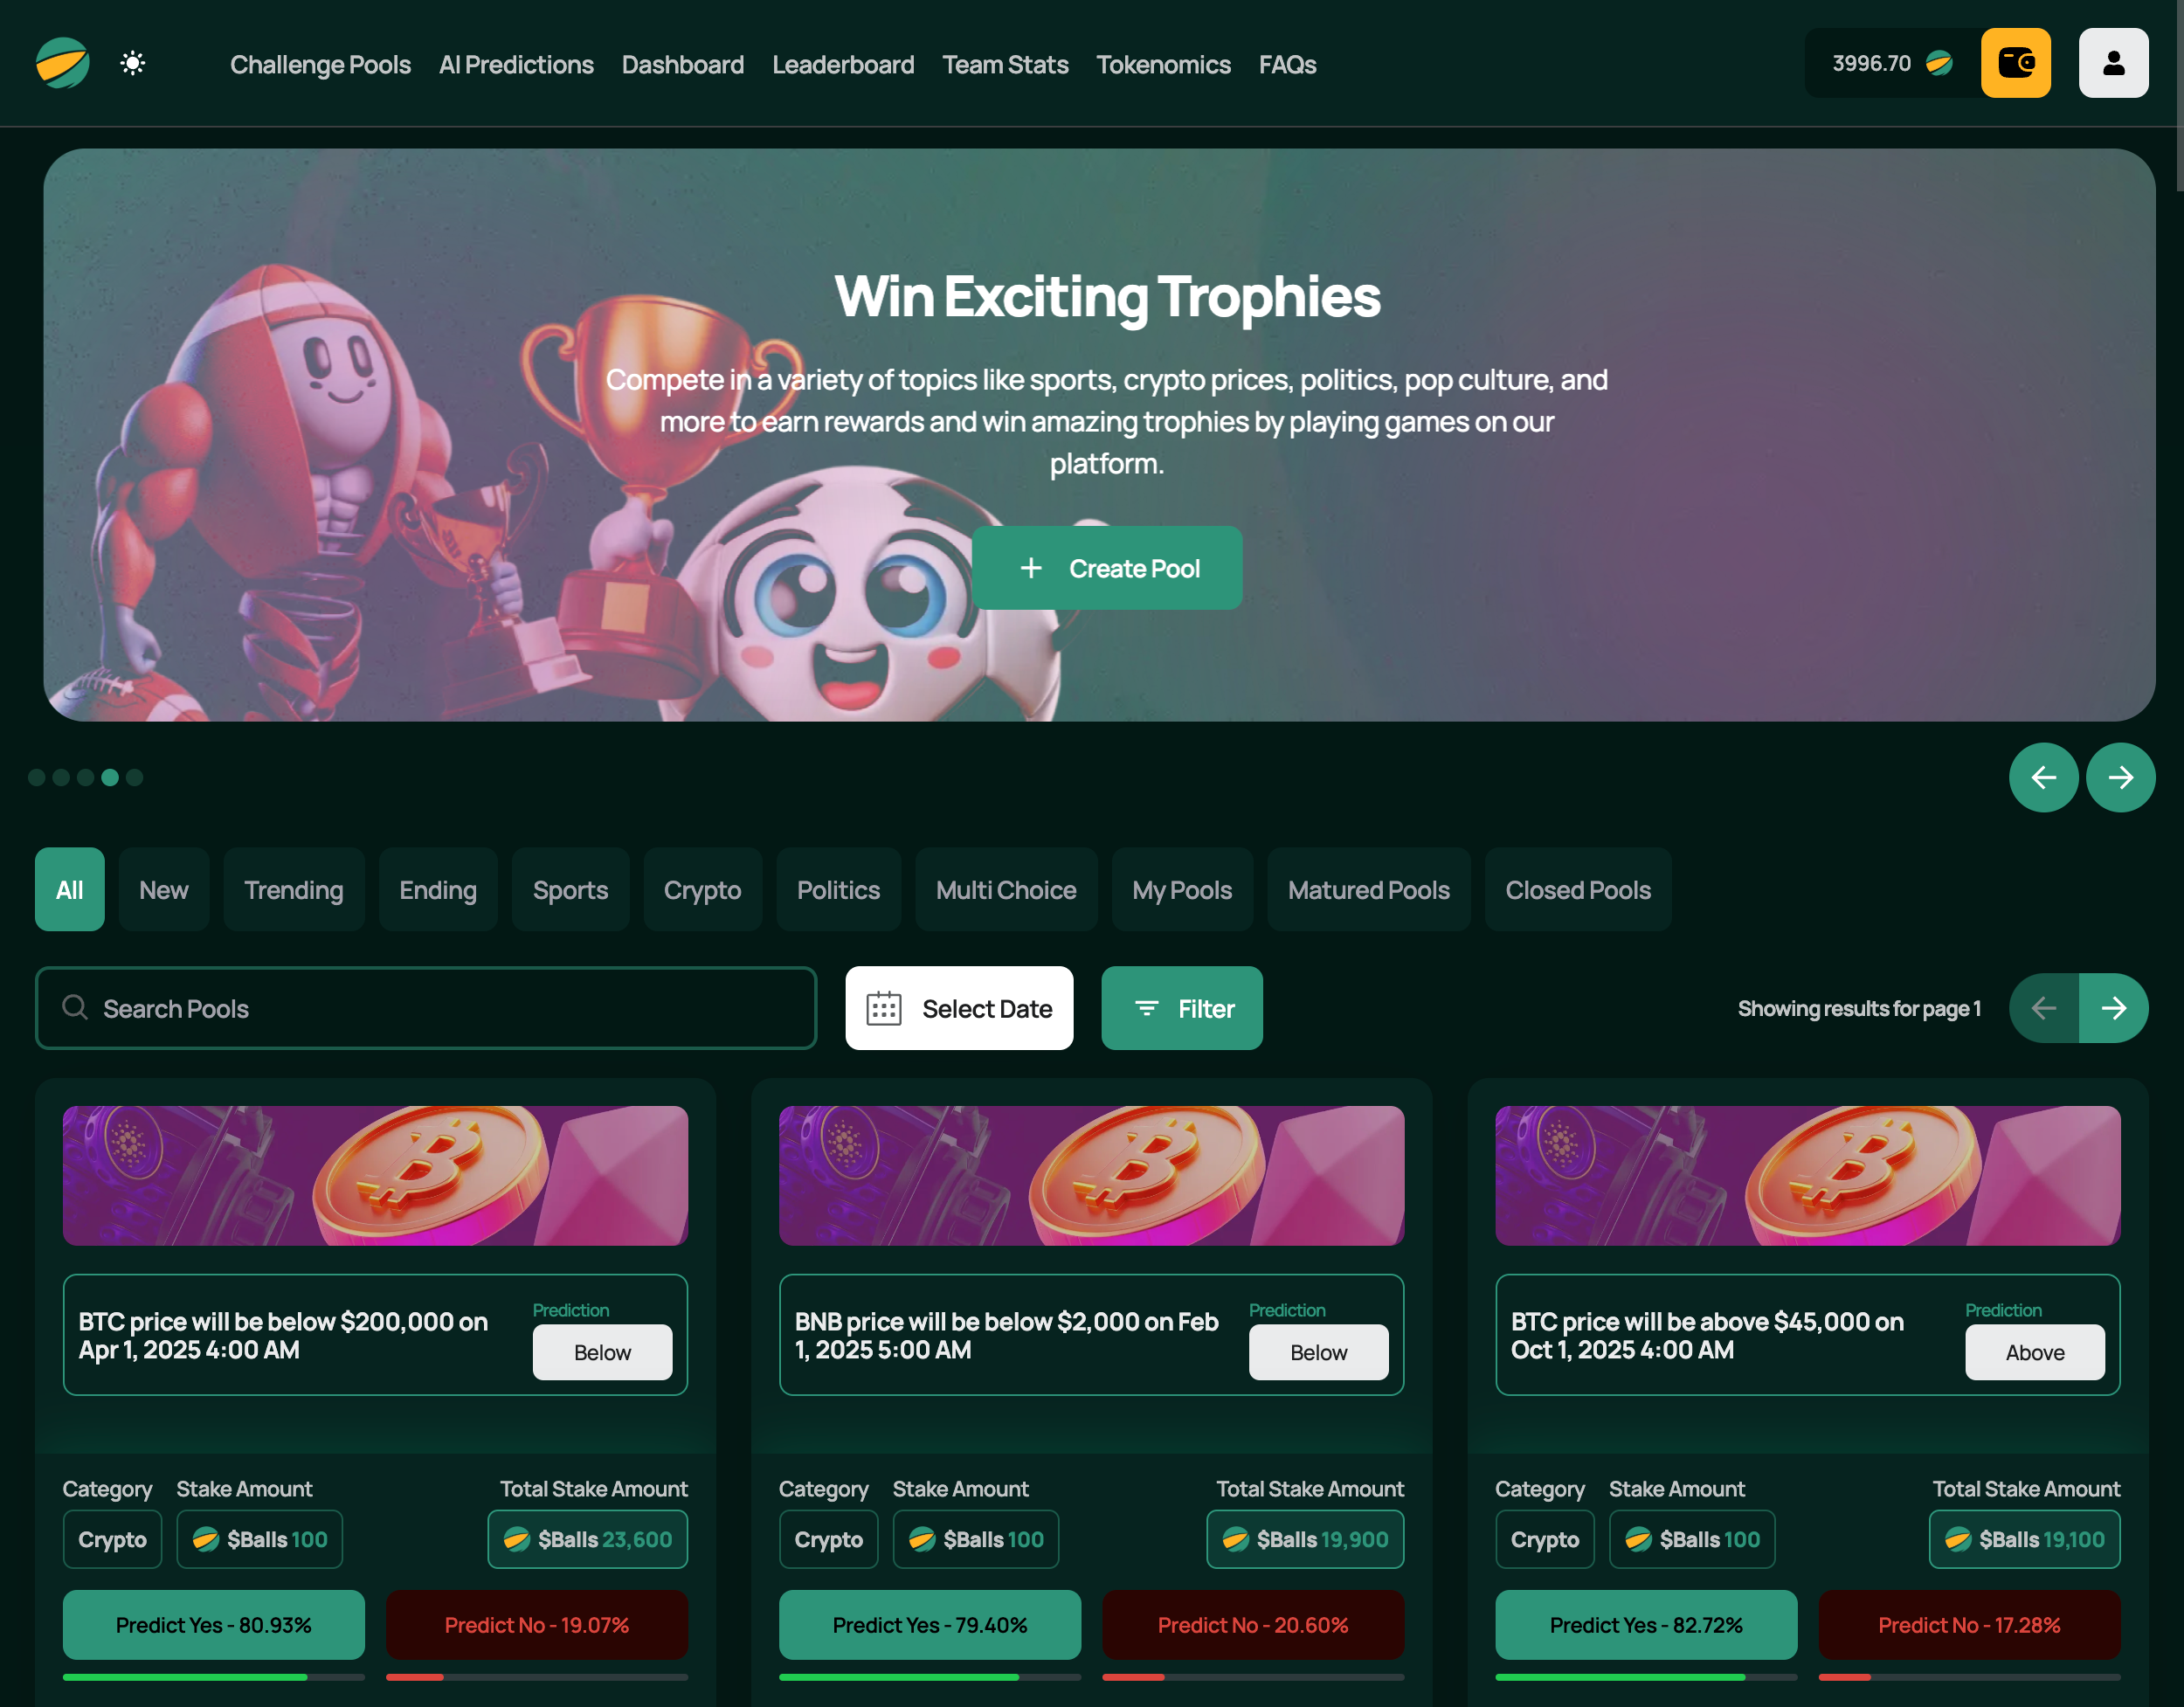 Challenge Pools AI Predictions Dashboard Leaderboard Team Stats Tokenomics FAQs 3996.70
Win Exciting Trophies
Compete in a variety of topics like sports, crypto prices, politics, pop culture, and
more to earn rewards and win amazing trophies by playing games on our
platform.
+ Create Pool
All New Trending Ending Sports Crypto Politics Multi Choice My Pools Matured Pools Closed Pools
Search Pools Select Date Filter Showing results for page 1
BTC price will be below $200,000 on
Apr 1, 2025 4:00 AM
Prediction
Below
BNB price will be below $2,000 on Feb
1, 2025 5:00 AM
Prediction
Below
BTC price will be above $45,000 on
Oct 1, 2025 4:00 AM
Prediction
Above
Category Stake Amount Total Stake Amount
Crypto $Balls 100 $Balls 23,600
Predict Yes - 80.93% Predict No - 19.07%
Category Stake Amount Total Stake Amount
Crypto $Balls 100 $Balls 19,900
Predict Yes - 79.40% Predict No - 20.60%
Category Stake Amount Total Stake Amount
Crypto $Balls 100 $Balls 19,100
Predict Yes - 82.72% Predict No - 17.28%